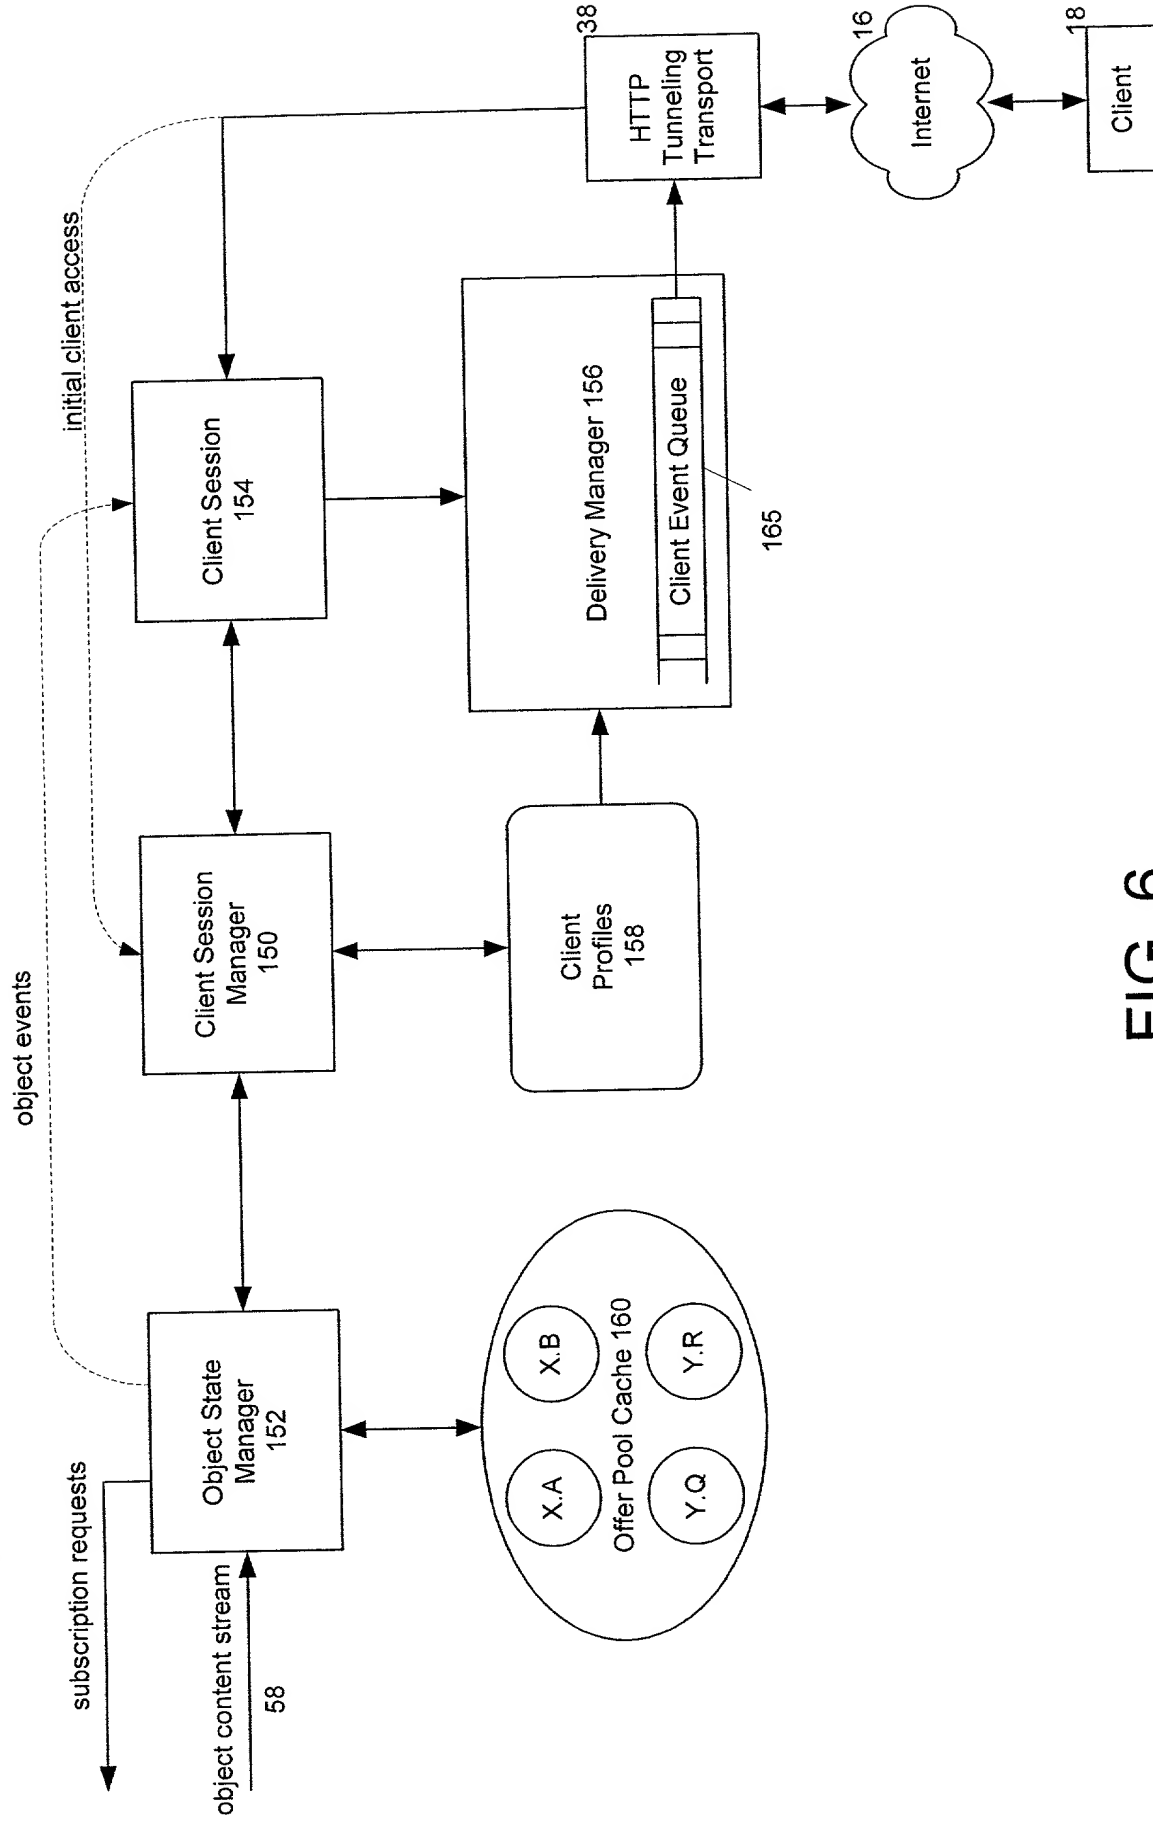 subscription requests
object content stream
58
object events
initial client access
Object State
Manager
152
Client Session
Manager
150
Client Session
154
X.A
X.B
Offer Pool Cache 160
Y.Q
Y.R
Client
Profiles
158
Delivery Manager 156
Client Event Queue
165
38
HTTP
Tunneling
Transport
16
Internet
18
Client
FIG. 6